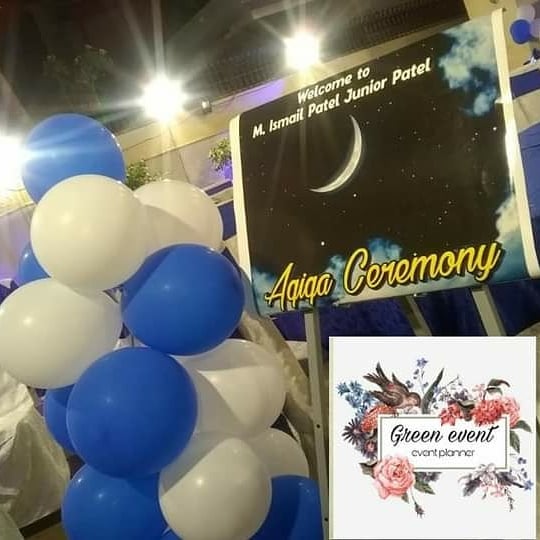 Welcome to
M. Ismail Patel Junior Patel
Aqiqa Ceremony
Green event
event planner